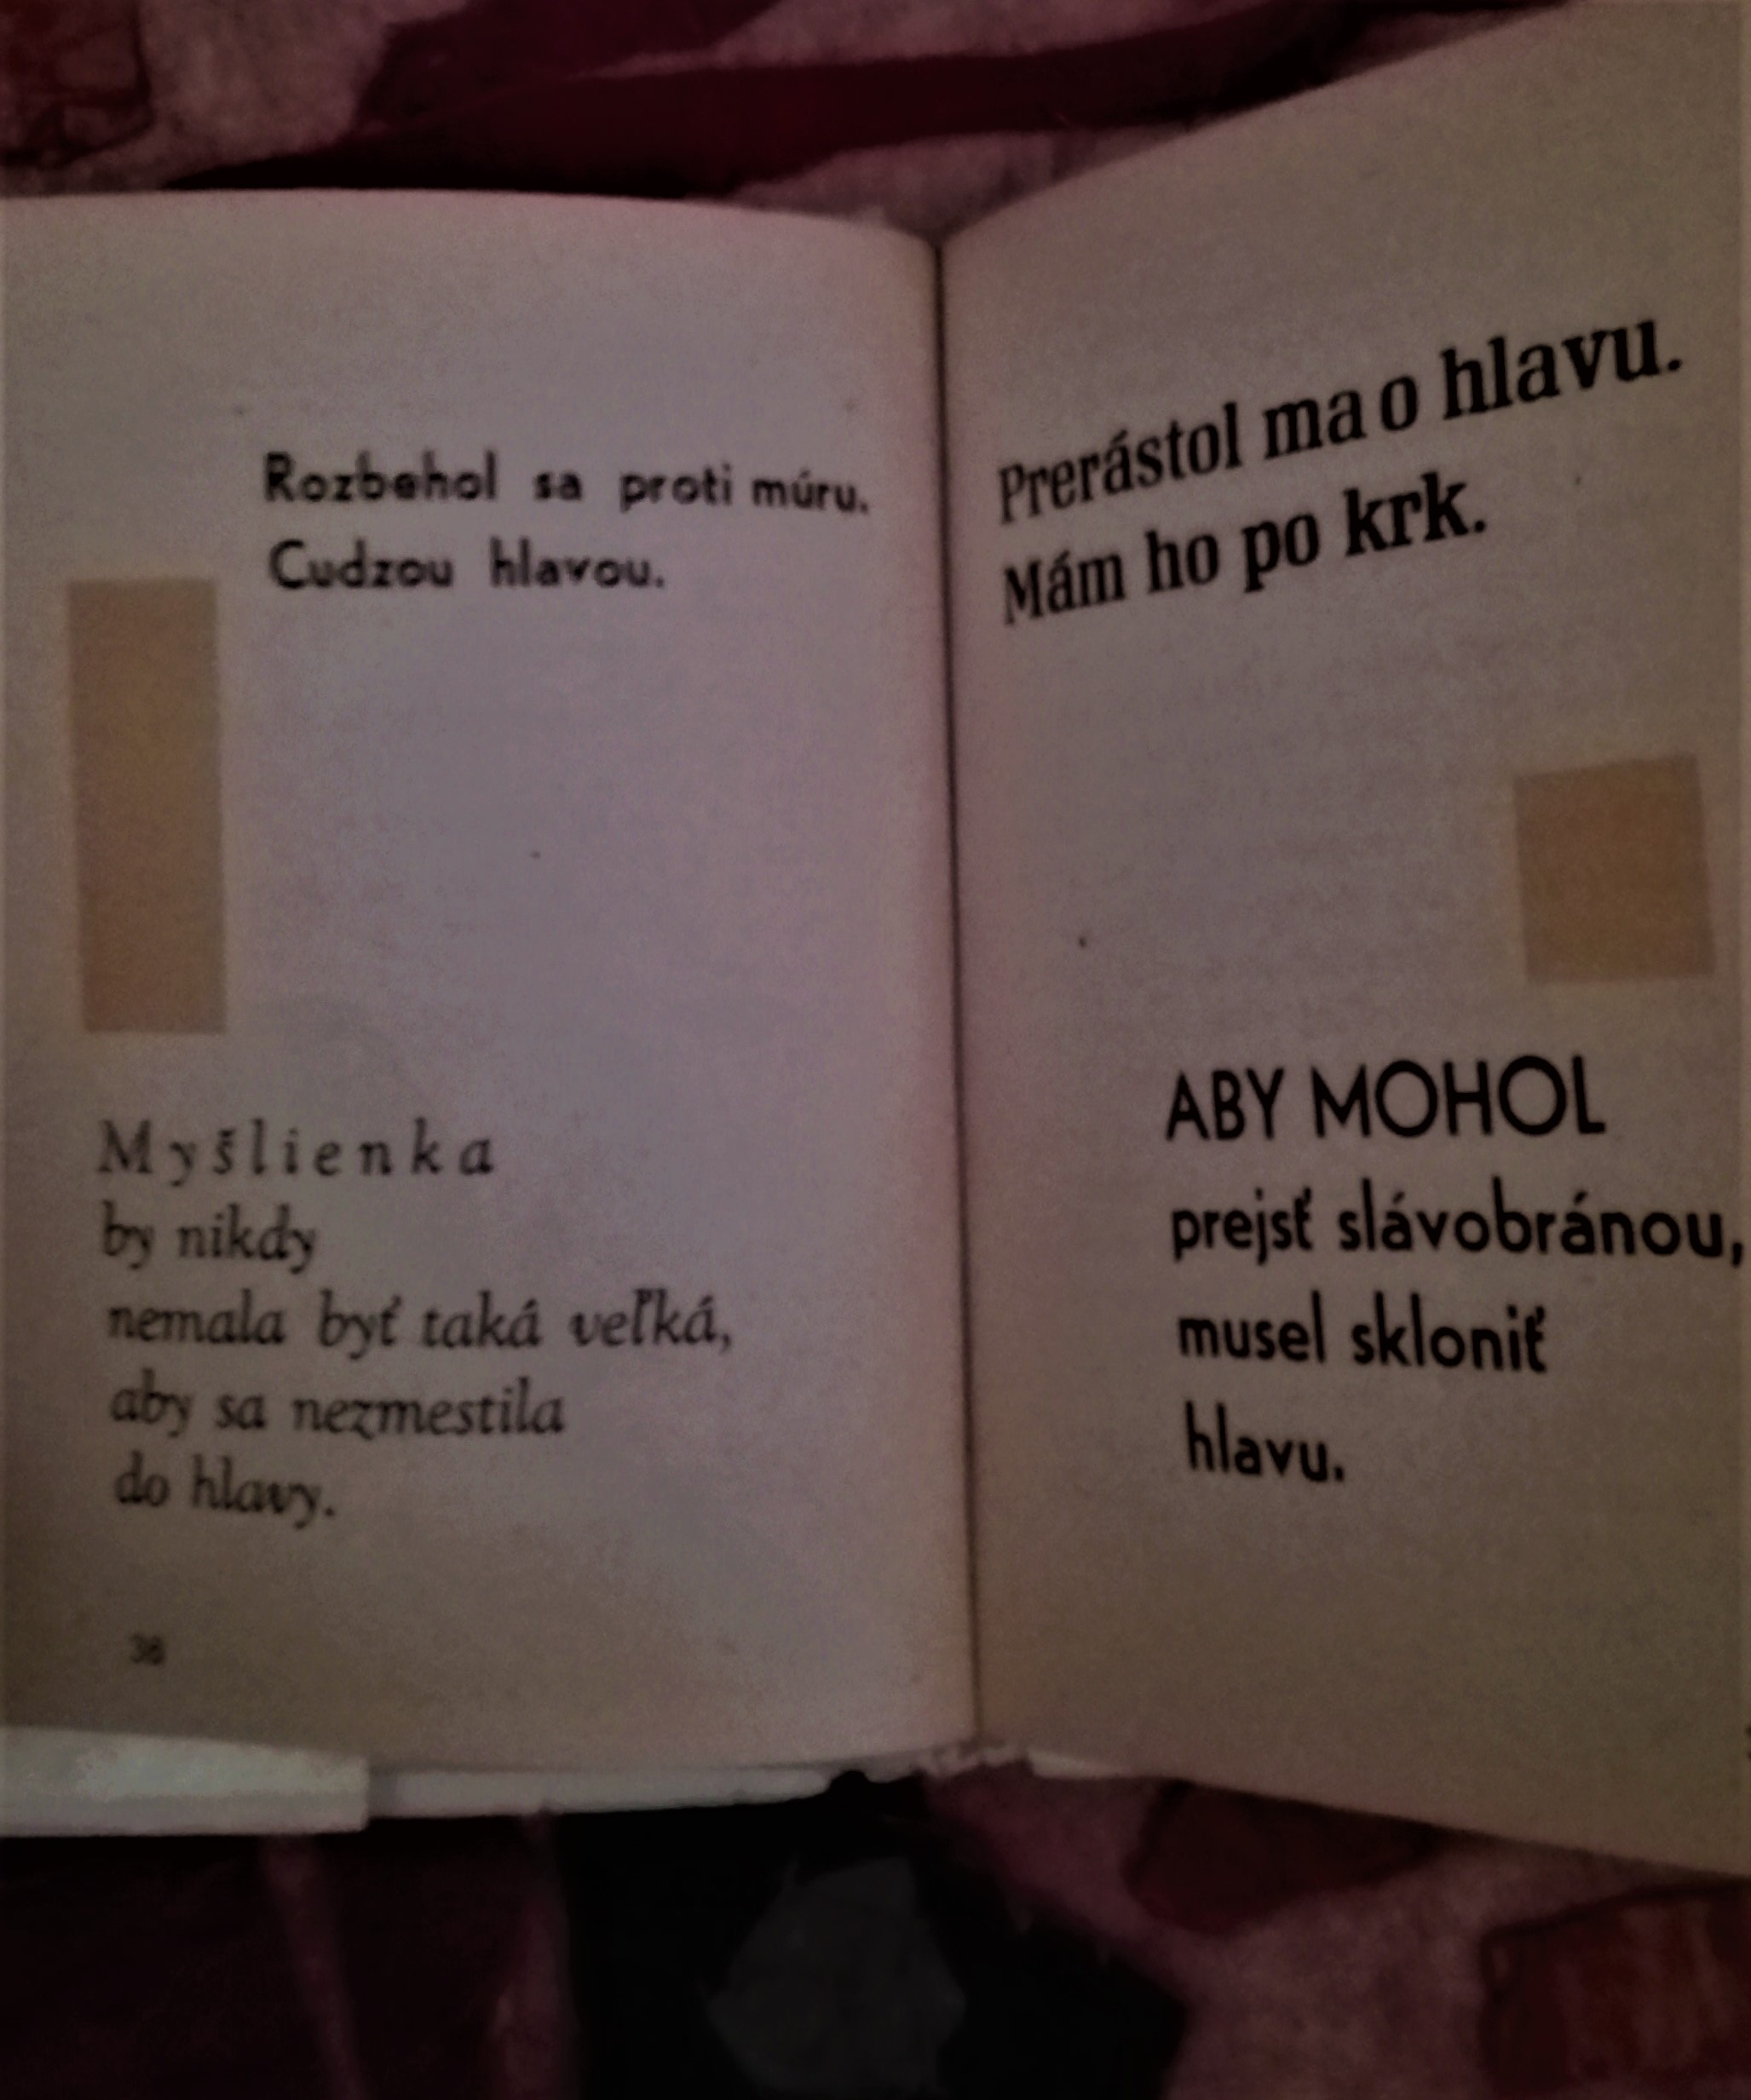 Rozbehol sa proti múru.
Cudzou hlavou.
Myšlienka
by nikdy
nemala byť taká veľká,
aby sa nezmestila
do hlavy.
38
Prerástol ma o hlavu.
Mám ho po krk.
ABY MOHOL
prejsť slávobránou,
musel skloniť
hlavu.